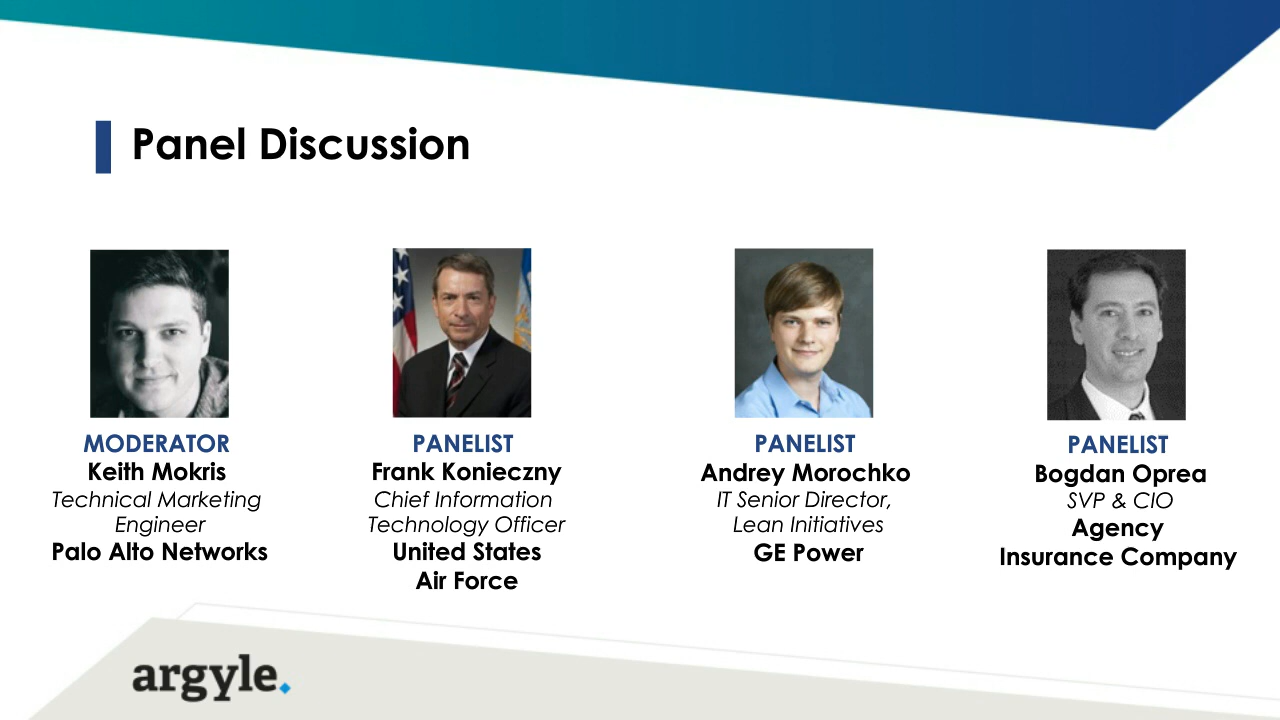 Panel Discussion
MODERATOR
Keith Mokris
Technical Marketing
Engineer
Palo Alto Networks
PANELIST
Frank Konieczny
Chief Information
Technology Officer
United States
Air Force
PANELIST
Andrey Morochko
IT Senior Director,
Lean Initiatives
GE Power
PANELIST
Bogdan Oprea
SVP & CIO
Agency
Insurance Company
argyle.